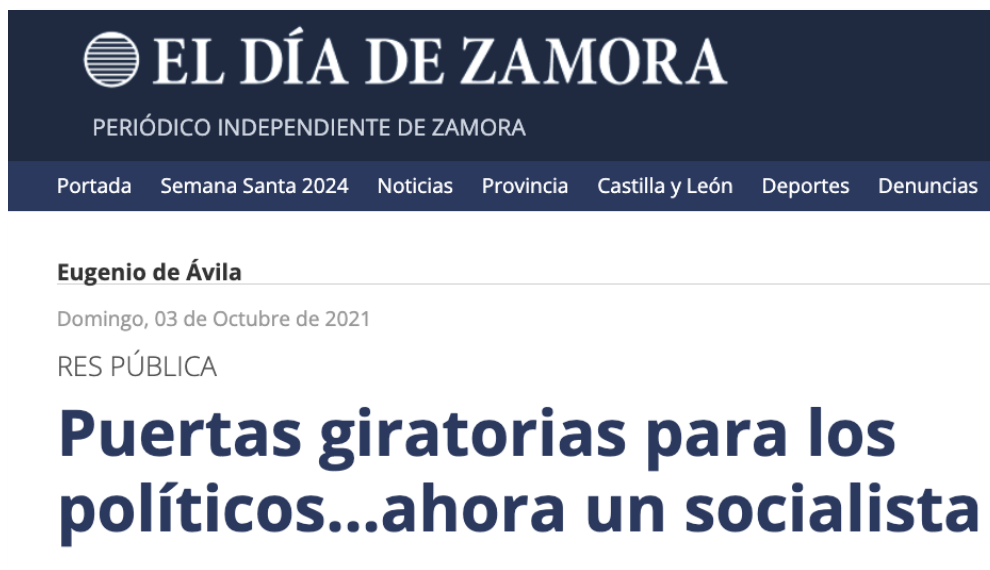 EL DÍA DE ZAMORA
PERIÓDICO INDEPENDIENTE DE ZAMORA
Portada Semana Santa 2024 Noticias Provincia Castilla y León Deportes Denuncias
Eugenio de Ávila
Domingo, 03 de Octubre de 2021
RES PÚBLICA
Puertas giratorias para los
políticos...ahora un socialista